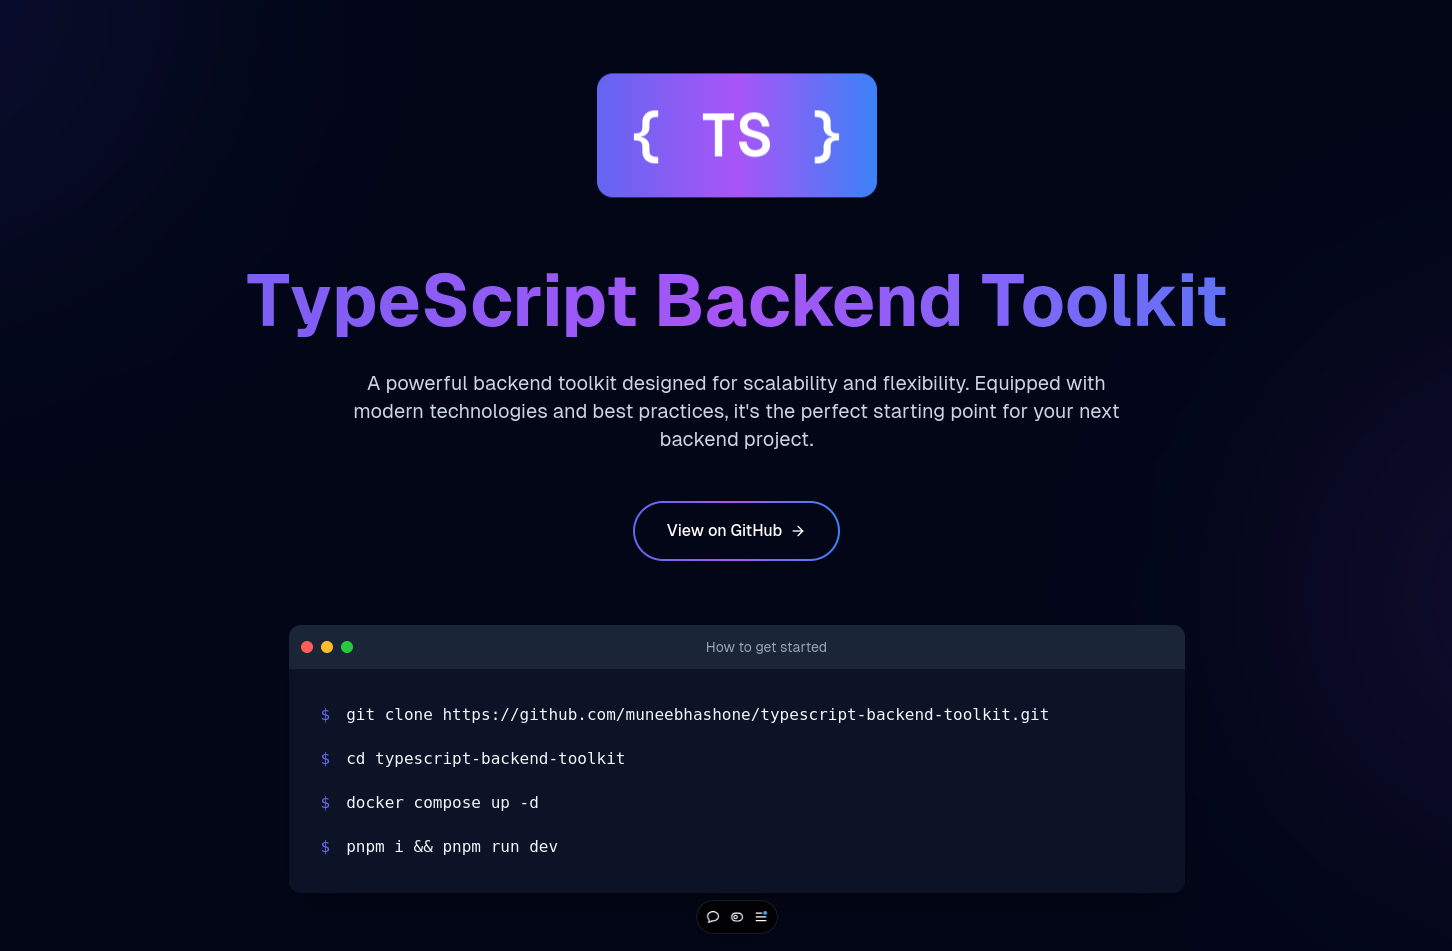 { TS }
TypeScript Backend Toolkit
A powerful backend toolkit designed for scalability and flexibility. Equipped with
modern technologies and best practices, it's the perfect starting point for your next
backend project.
View on GitHub →
How to get started
$ git clone https://github.com/muneebhashone/typescript-backend-toolkit.git
$ cd typescript-backend-toolkit
$ docker compose up -d
$ pnpm i && pnpm run dev